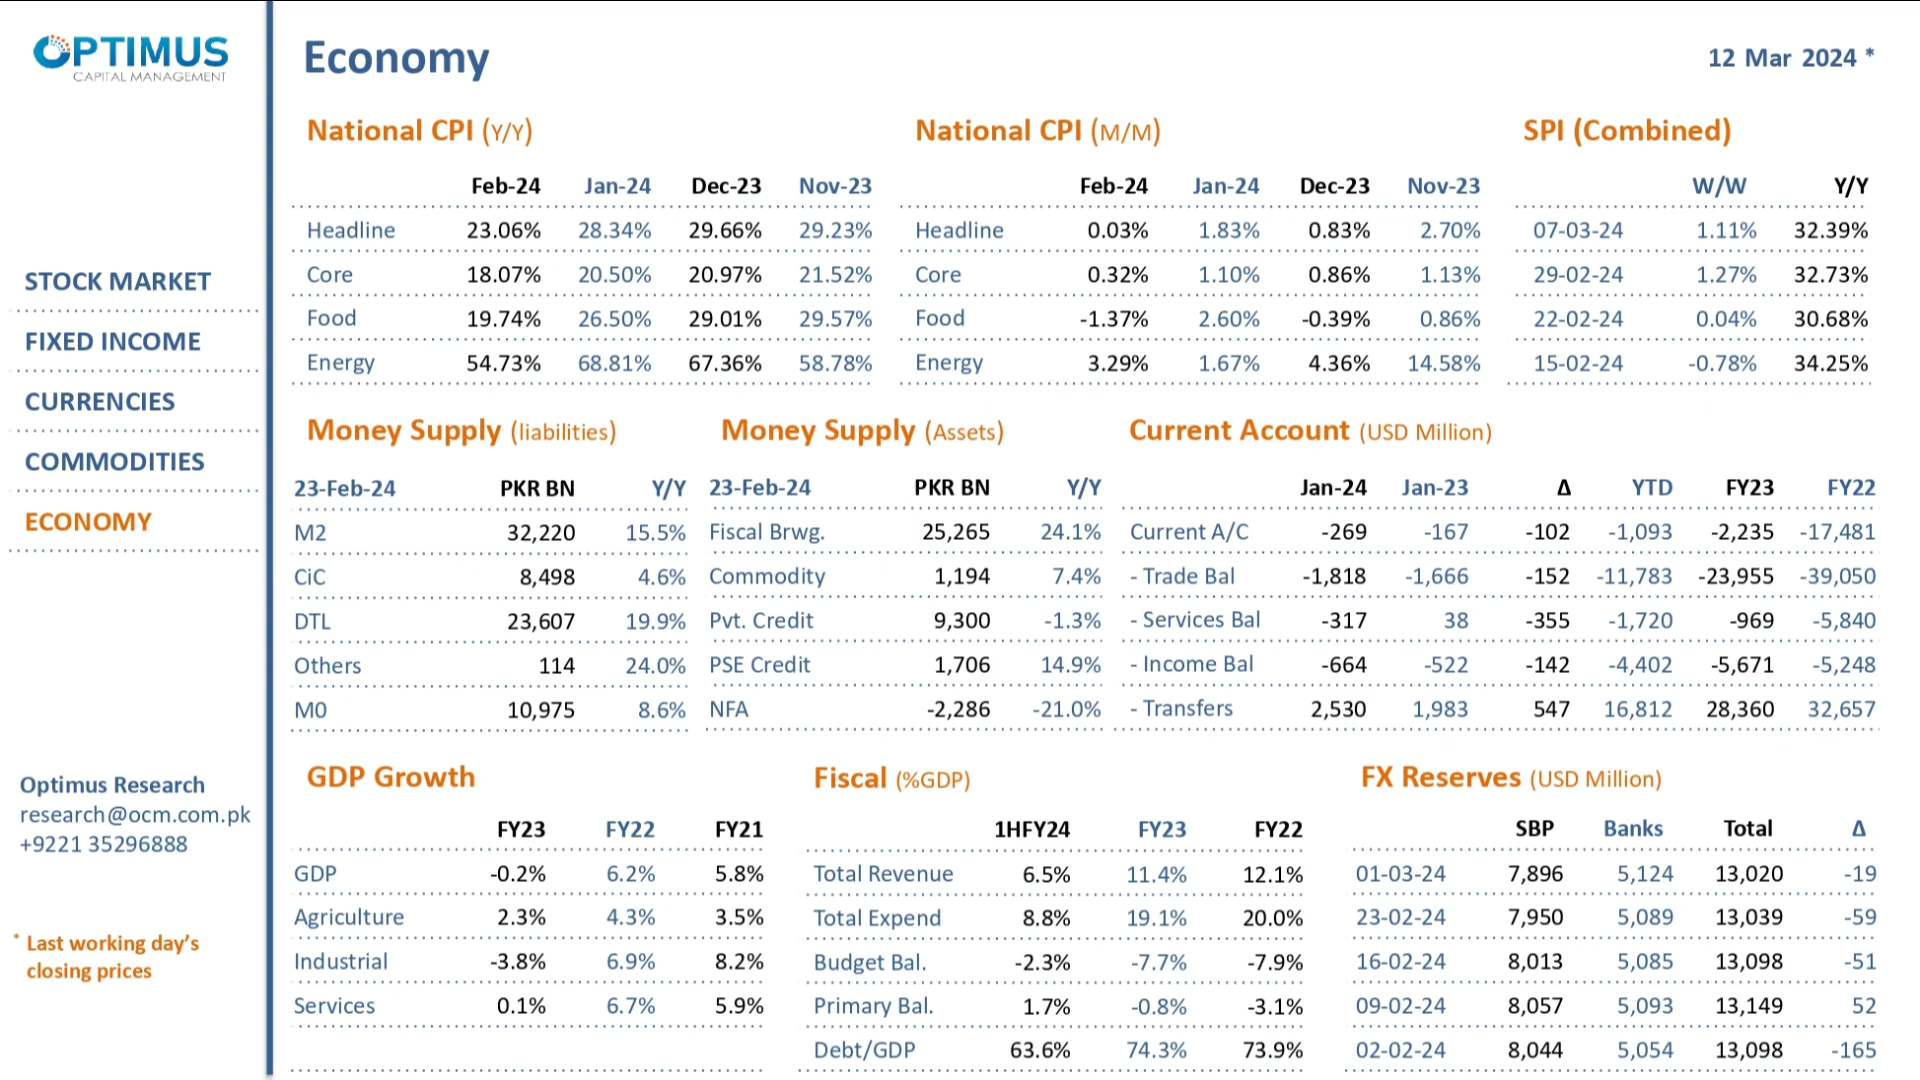 OPTIMUS
CAPITAL MANAGEMENT
Economy
12 Mar 2024 *
STOCK MARKET
FIXED INCOME
CURRENCIES
COMMODITIES
ECONOMY
Optimus Research
research@ocm.com.pk
+9221 35296888
* Last working day's
closing prices
National CPI (Y/Y)
Feb-24 Jan-24 Dec-23 Nov-23
Headline 23.06% 28.34% 29.66% 29.23%
Core 18.07% 20.50% 20.97% 21.52%
Food 19.74% 26.50% 29.01% 29.57%
Energy 54.73% 68.81% 67.36% 58.78%
National CPI (M/M)
Feb-24 Jan-24 Dec-23 Nov-23
Headline 0.03% 1.83% 0.83% 2.70%
Core 0.32% 1.10% 0.86% 1.13%
Food -1.37% 2.60% -0.39% 0.86%
Energy 3.29% 1.67% 4.36% 14.58%
SPI (Combined)
W/W Y/Y
07-03-24 1.11% 32.39%
29-02-24 1.27% 32.73%
22-02-24 0.04% 30.68%
15-02-24 -0.78% 34.25%
Money Supply (liabilities)
23-Feb-24 PKR BN Y/Y
M2 32,220 15.5%
CiC 8,498 4.6%
DTL 23,607 19.9%
Others 114 24.0%
M0 10,975 8.6%
Money Supply (Assets)
23-Feb-24 PKR BN Y/Y
Fiscal Brwg. 25,265 24.1%
Commodity 1,194 7.4%
Pvt. Credit 9,300 -1.3%
PSE Credit 1,706 14.9%
NFA -2,286 -21.0%
Current Account (USD Million)
Jan-24 Jan-23 Δ YTD FY23 FY22
Current A/C -269 -167 -102 -1,093 -2,235 -17,481
- Trade Bal -1,818 -1,666 -152 -11,783 -23,955 -39,050
- Services Bal -317 38 -355 -1,720 -969 -5,840
- Income Bal -664 -522 -142 -4,402 -5,671 -5,248
- Transfers 2,530 1,983 547 16,812 28,360 32,657
GDP Growth
FY23 FY22 FY21
GDP -0.2% 6.2% 5.8%
Agriculture 2.3% 4.3% 3.5%
Industrial -3.8% 6.9% 8.2%
Services 0.1% 6.7% 5.9%
Fiscal (%GDP)
1HFY24 FY23 FY22
Total Revenue 6.5% 11.4% 12.1%
Total Expend 8.8% 19.1% 20.0%
Budget Bal. -2.3% -7.7% -7.9%
Primary Bal. 1.7% -0.8% -3.1%
Debt/GDP 63.6% 74.3% 73.9%
FX Reserves (USD Million)
SBP Banks Total Δ
01-03-24 7,896 5,124 13,020 -19
23-02-24 7,950 5,089 13,039 -59
16-02-24 8,013 5,085 13,098 -51
09-02-24 8,057 5,093 13,149 52
02-02-24 8,044 5,054 13,098 -165